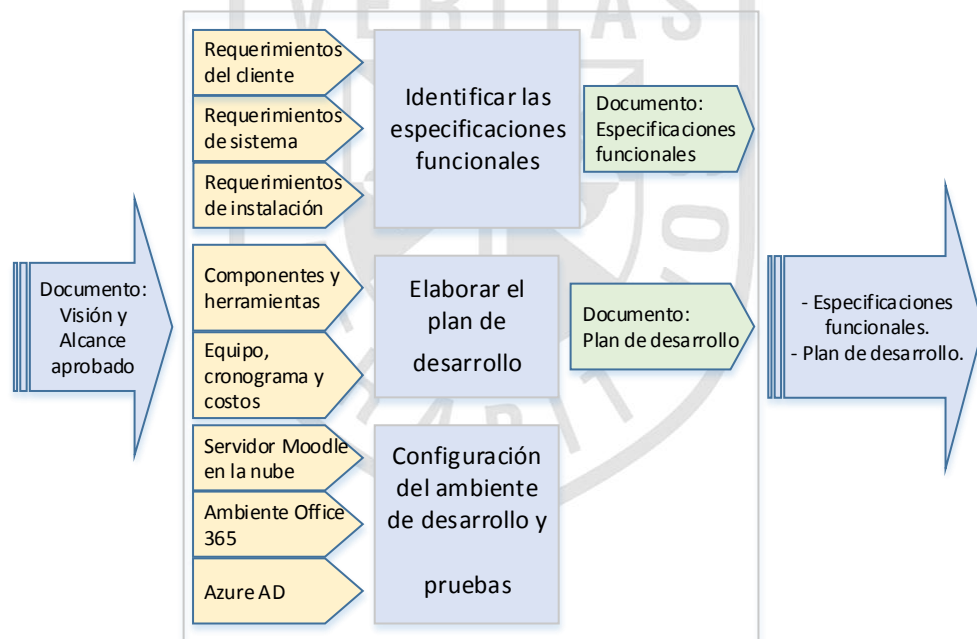 VERITAS
Requerimientos
del cliente
Requerimientos
de sistema
Requerimientos
de instalación
Identificar las
especificaciones
funcionales
Documento:
Especificaciones
funcionales
Documento:
Visión y
Alcance
aprobado
Componentes y
herramientas
Equipo,
cronograma y
costos
Elaborar el
plan de
desarrollo
Documento:
Plan de desarrollo
- Especificaciones
funcionales.
- Plan de desarrollo.
Servidor Moodle
en la nube
Ambiente Office
365
Azure AD
Configuración
del ambiente
de desarrollo y
pruebas